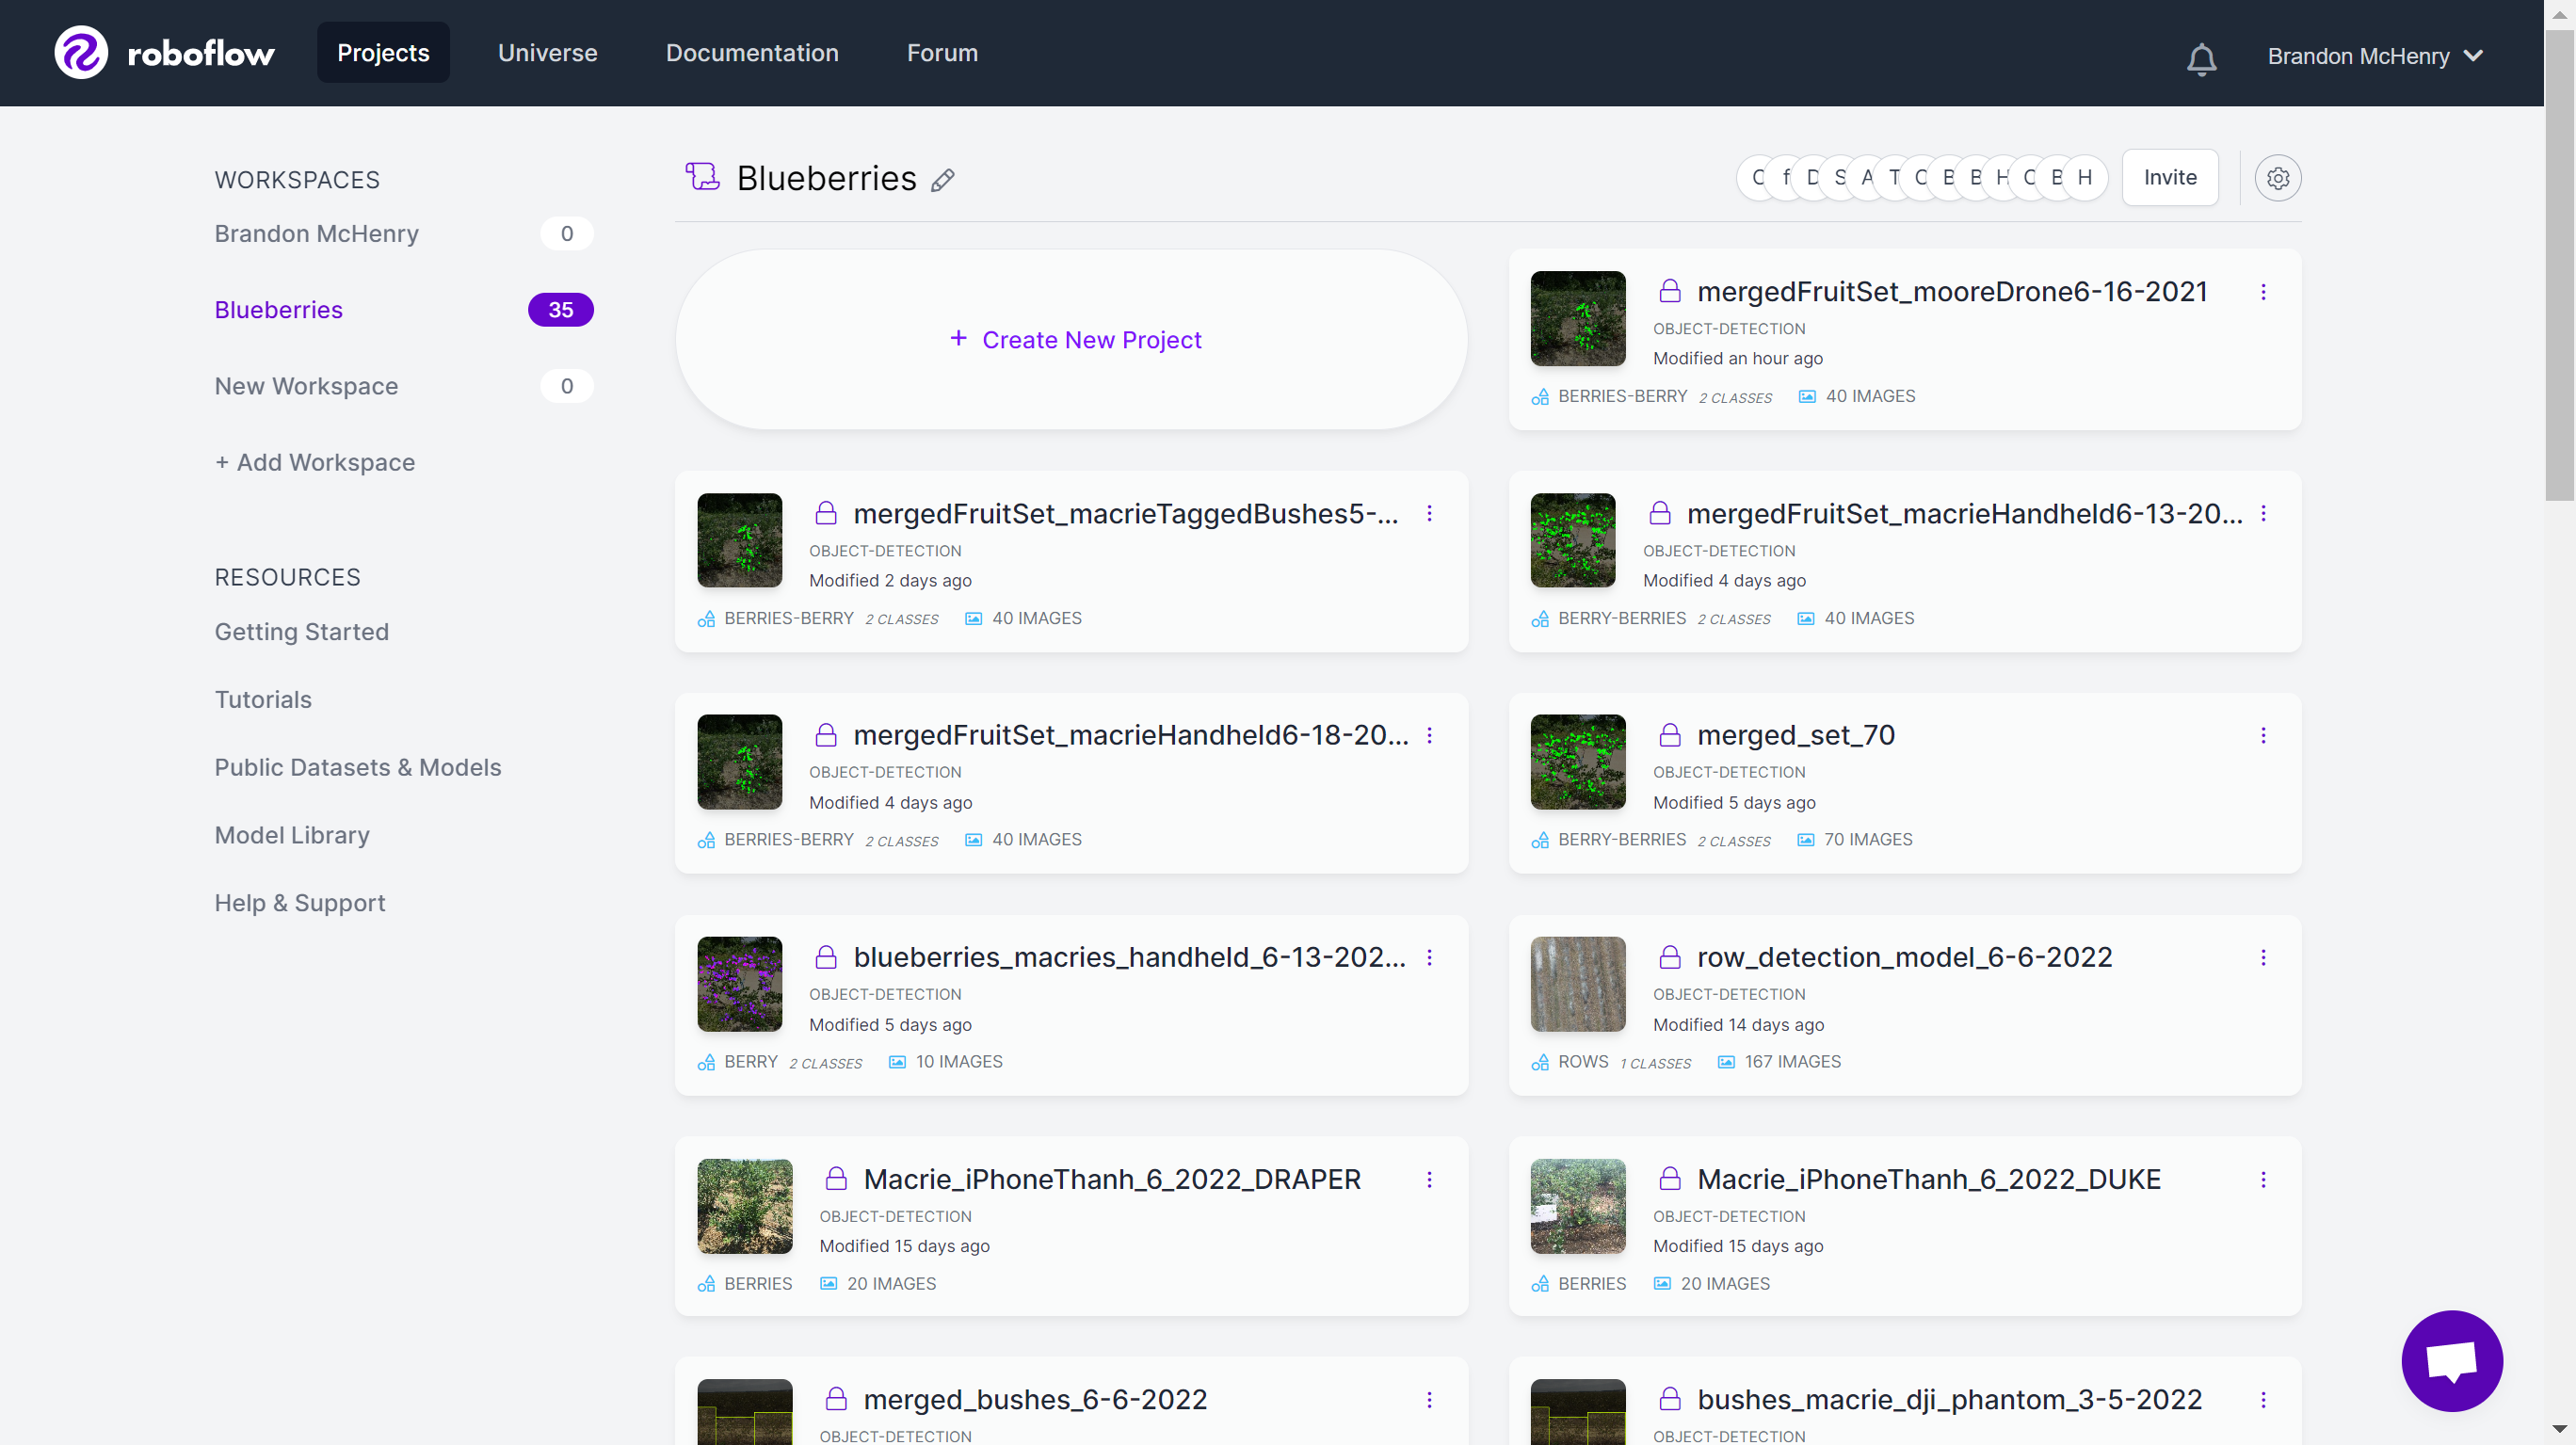 roboflow
Projects
Universe
Documentation
Forum
Brandon McHenry
WORKSPACES
Brandon McHenry 0
Blueberries 35
New Workspace 0
+ Add Workspace
RESOURCES
Getting Started
Tutorials
Public Datasets & Models
Model Library
Help & Support
Blueberries
C f D S A T C B B H C B H
Invite
+ Create New Project
mergedFruitSet_mooreDrone6-16-2021
OBJECT-DETECTION
Modified an hour ago
BERRIES-BERRY 2 CLASSES 40 IMAGES
mergedFruitSet_macrieTaggedBushes5-...
OBJECT-DETECTION
Modified 2 days ago
BERRIES-BERRY 2 CLASSES 40 IMAGES
mergedFruitSet_macrieHandheld6-13-20...
OBJECT-DETECTION
Modified 4 days ago
BERRY-BERRIES 2 CLASSES 40 IMAGES
mergedFruitSet_macrieHandheld6-18-20...
OBJECT-DETECTION
Modified 4 days ago
BERRIES-BERRY 2 CLASSES 40 IMAGES
merged_set_70
OBJECT-DETECTION
Modified 5 days ago
BERRY-BERRIES 2 CLASSES 70 IMAGES
blueberries_macries_handheld_6-13-202...
OBJECT-DETECTION
Modified 5 days ago
BERRY 2 CLASSES 10 IMAGES
row_detection_model_6-6-2022
OBJECT-DETECTION
Modified 14 days ago
ROWS 1 CLASSES 167 IMAGES
Macrie_iPhoneThanh_6_2022_DRAPER
OBJECT-DETECTION
Modified 15 days ago
BERRIES 20 IMAGES
Macrie_iPhoneThanh_6_2022_DUKE
OBJECT-DETECTION
Modified 15 days ago
BERRIES 20 IMAGES
merged_bushes_6-6-2022
OBJECT-DETECTION
bushes_macrie_dji_phantom_3-5-2022
OBJECT-DETECTION